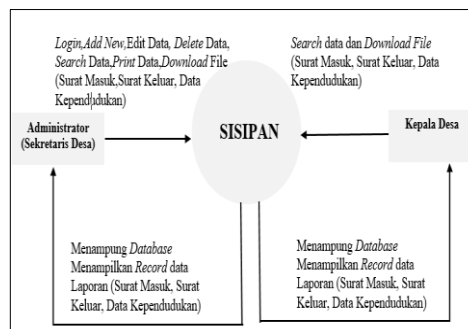 Login,Add New,Edit Data, Delete Data,
Search Data,Print Data,Download File
(Surat Masuk,Surat Keluar, Data
Kependudukan)
Administrator
(Sekretaris Desa)
SISIPAN
Search data dan Download File
(Surat Masuk, Surat Keluar, Data
Kependudukan)
Kepala Desa
Menampung Database
Menampilkan Record data
Laporan (Surat Masuk, Surat
Keluar, Data Kependudukan)
Menampung Database
Menampilkan Record data
Laporan (Surat Masuk, Surat
Keluar, Data Kependudukan)